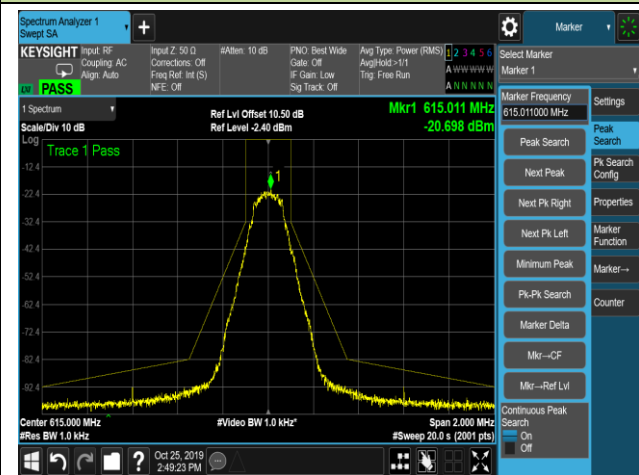 Spectrum Analyzer 1
Swept SA
Marker
KEYSIGHT
Input: RF
Coupling: AC
Align: Auto
Input Z: 50 Ω
Corrections: Off
Freq Ref: Int (S)
NFE: Off
#Atten: 10 dB
PNO: Best Wide
Gate: Off
IF Gain: Low
Sig Track: Off
Avg Type: Power (RMS)
Avg|Hold:>1/1
Trig: Free Run
1 2 3 4 5 6
A W W W W W
A N N N N N
PASS
Select Marker
Marker 1
1 Spectrum
Scale/Div 10 dB
Ref Lvl Offset 10.50 dB
Ref Level -2.40 dBm
Mkr1 615.011 MHz
-20.698 dBm
Log
Trace 1 Pass
1
-12.4
-22.4
-32.4
-42.4
-52.4
-62.4
-72.4
-82.4
-92.4
Center 615.000 MHz
#Res BW 1.0 kHz
#Video BW 1.0 kHz*
Span 2.000 MHz
#Sweep 20.0 s (2001 pts)
Marker Frequency
615.011000 MHz
Peak Search
Next Peak
Next Pk Right
Next Pk Left
Minimum Peak
Pk-Pk Search
Marker Delta
Mkr→CF
Mkr→Ref Lvl
Continuous Peak
Search
On
Off
Settings
Peak
Search
Pk Search
Config
Properties
Marker
Function
Marker→
Counter
Oct 25, 2019
2:49:23 PM